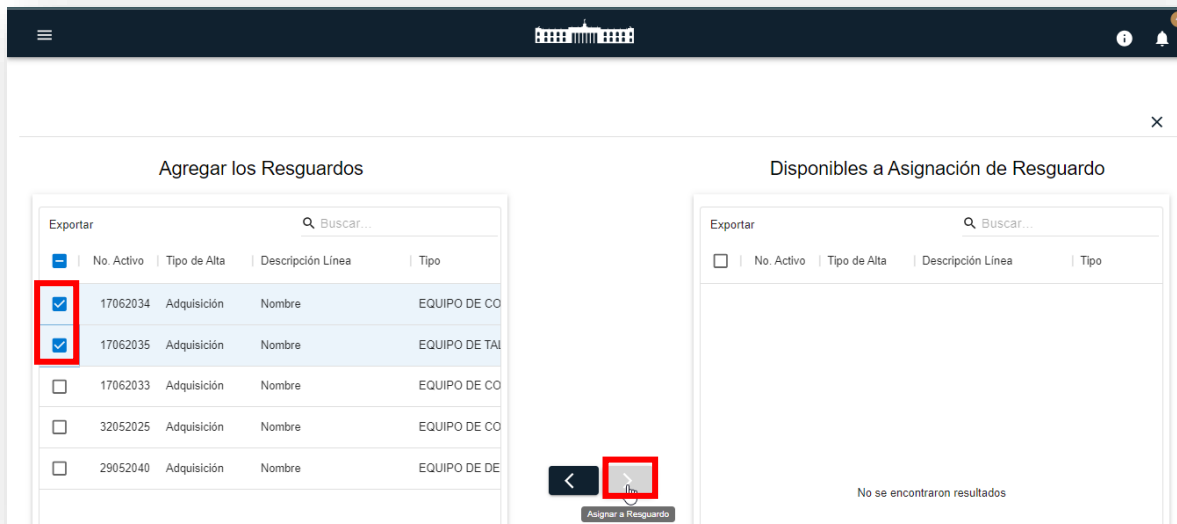 Agregar los Resguardos
Exportar
Buscar...
No. Activo Tipo de Alta Descripción Línea Tipo
17062034 Adquisición Nombre EQUIPO DE CO
17062035 Adquisición Nombre EQUIPO DE TAL
17062033 Adquisición Nombre EQUIPO DE CO
32052025 Adquisición Nombre EQUIPO DE CO
29052040 Adquisición Nombre EQUIPO DE DE
Asignar a Resguardo
Disponibles a Asignación de Resguardo
Exportar
Buscar...
No. Activo Tipo de Alta Descripción Línea Tipo
No se encontraron resultados